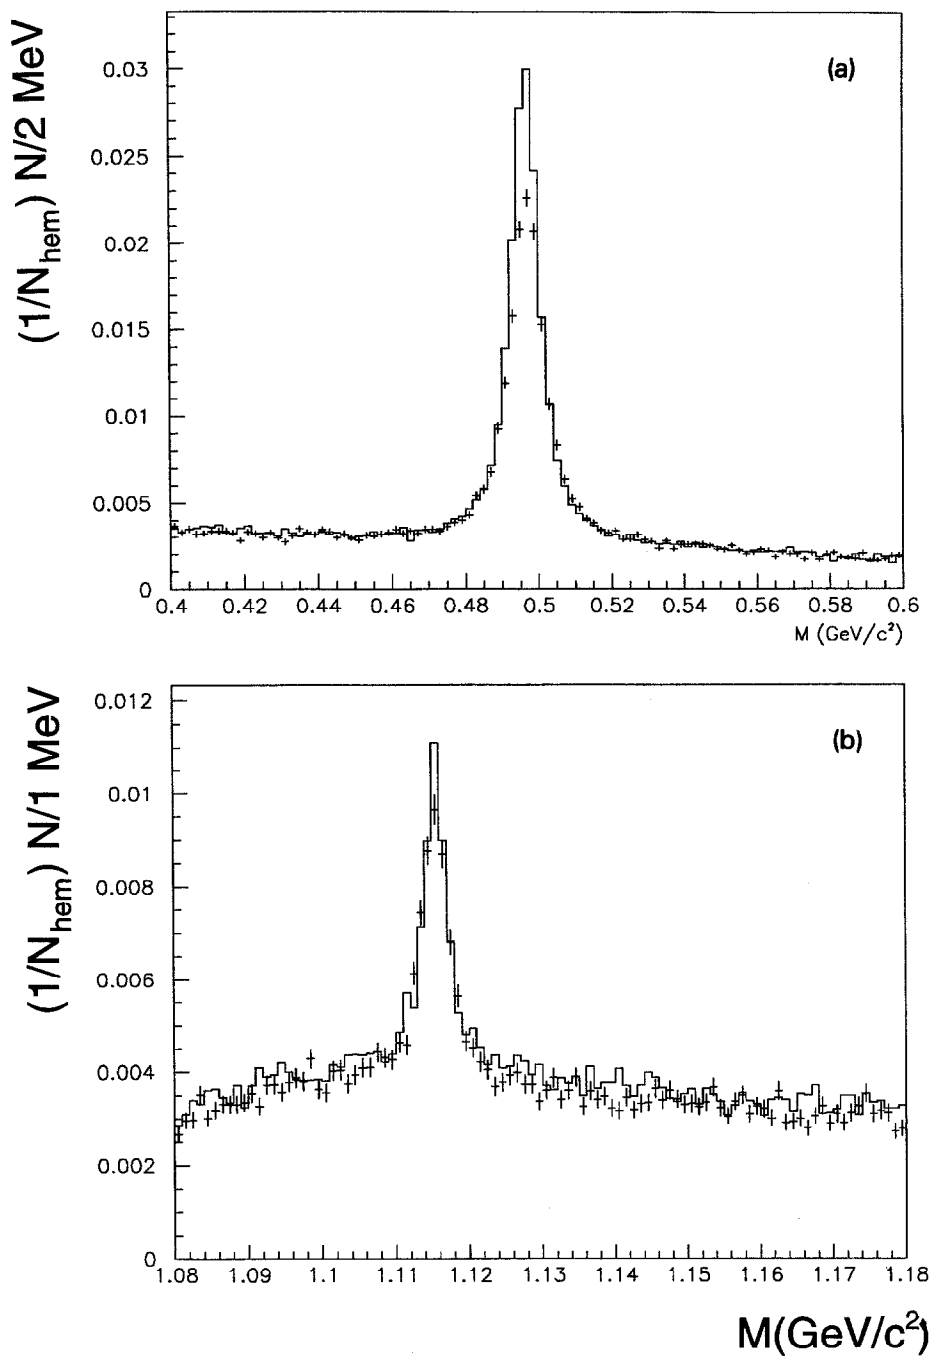 (1/N_hem) N/2 MeV
(a)
0.03
0.025
0.02
0.015
0.01
0.005
0
0.4 0.42 0.44 0.46 0.48 0.5 0.52 0.54 0.56 0.58 0.6
M (GeV/c²)
(1/N_hem) N/1 MeV
(b)
0.012
0.01
0.008
0.006
0.004
0.002
0
1.08 1.09 1.1 1.11 1.12 1.13 1.14 1.15 1.16 1.17 1.18
M(GeV/c²)